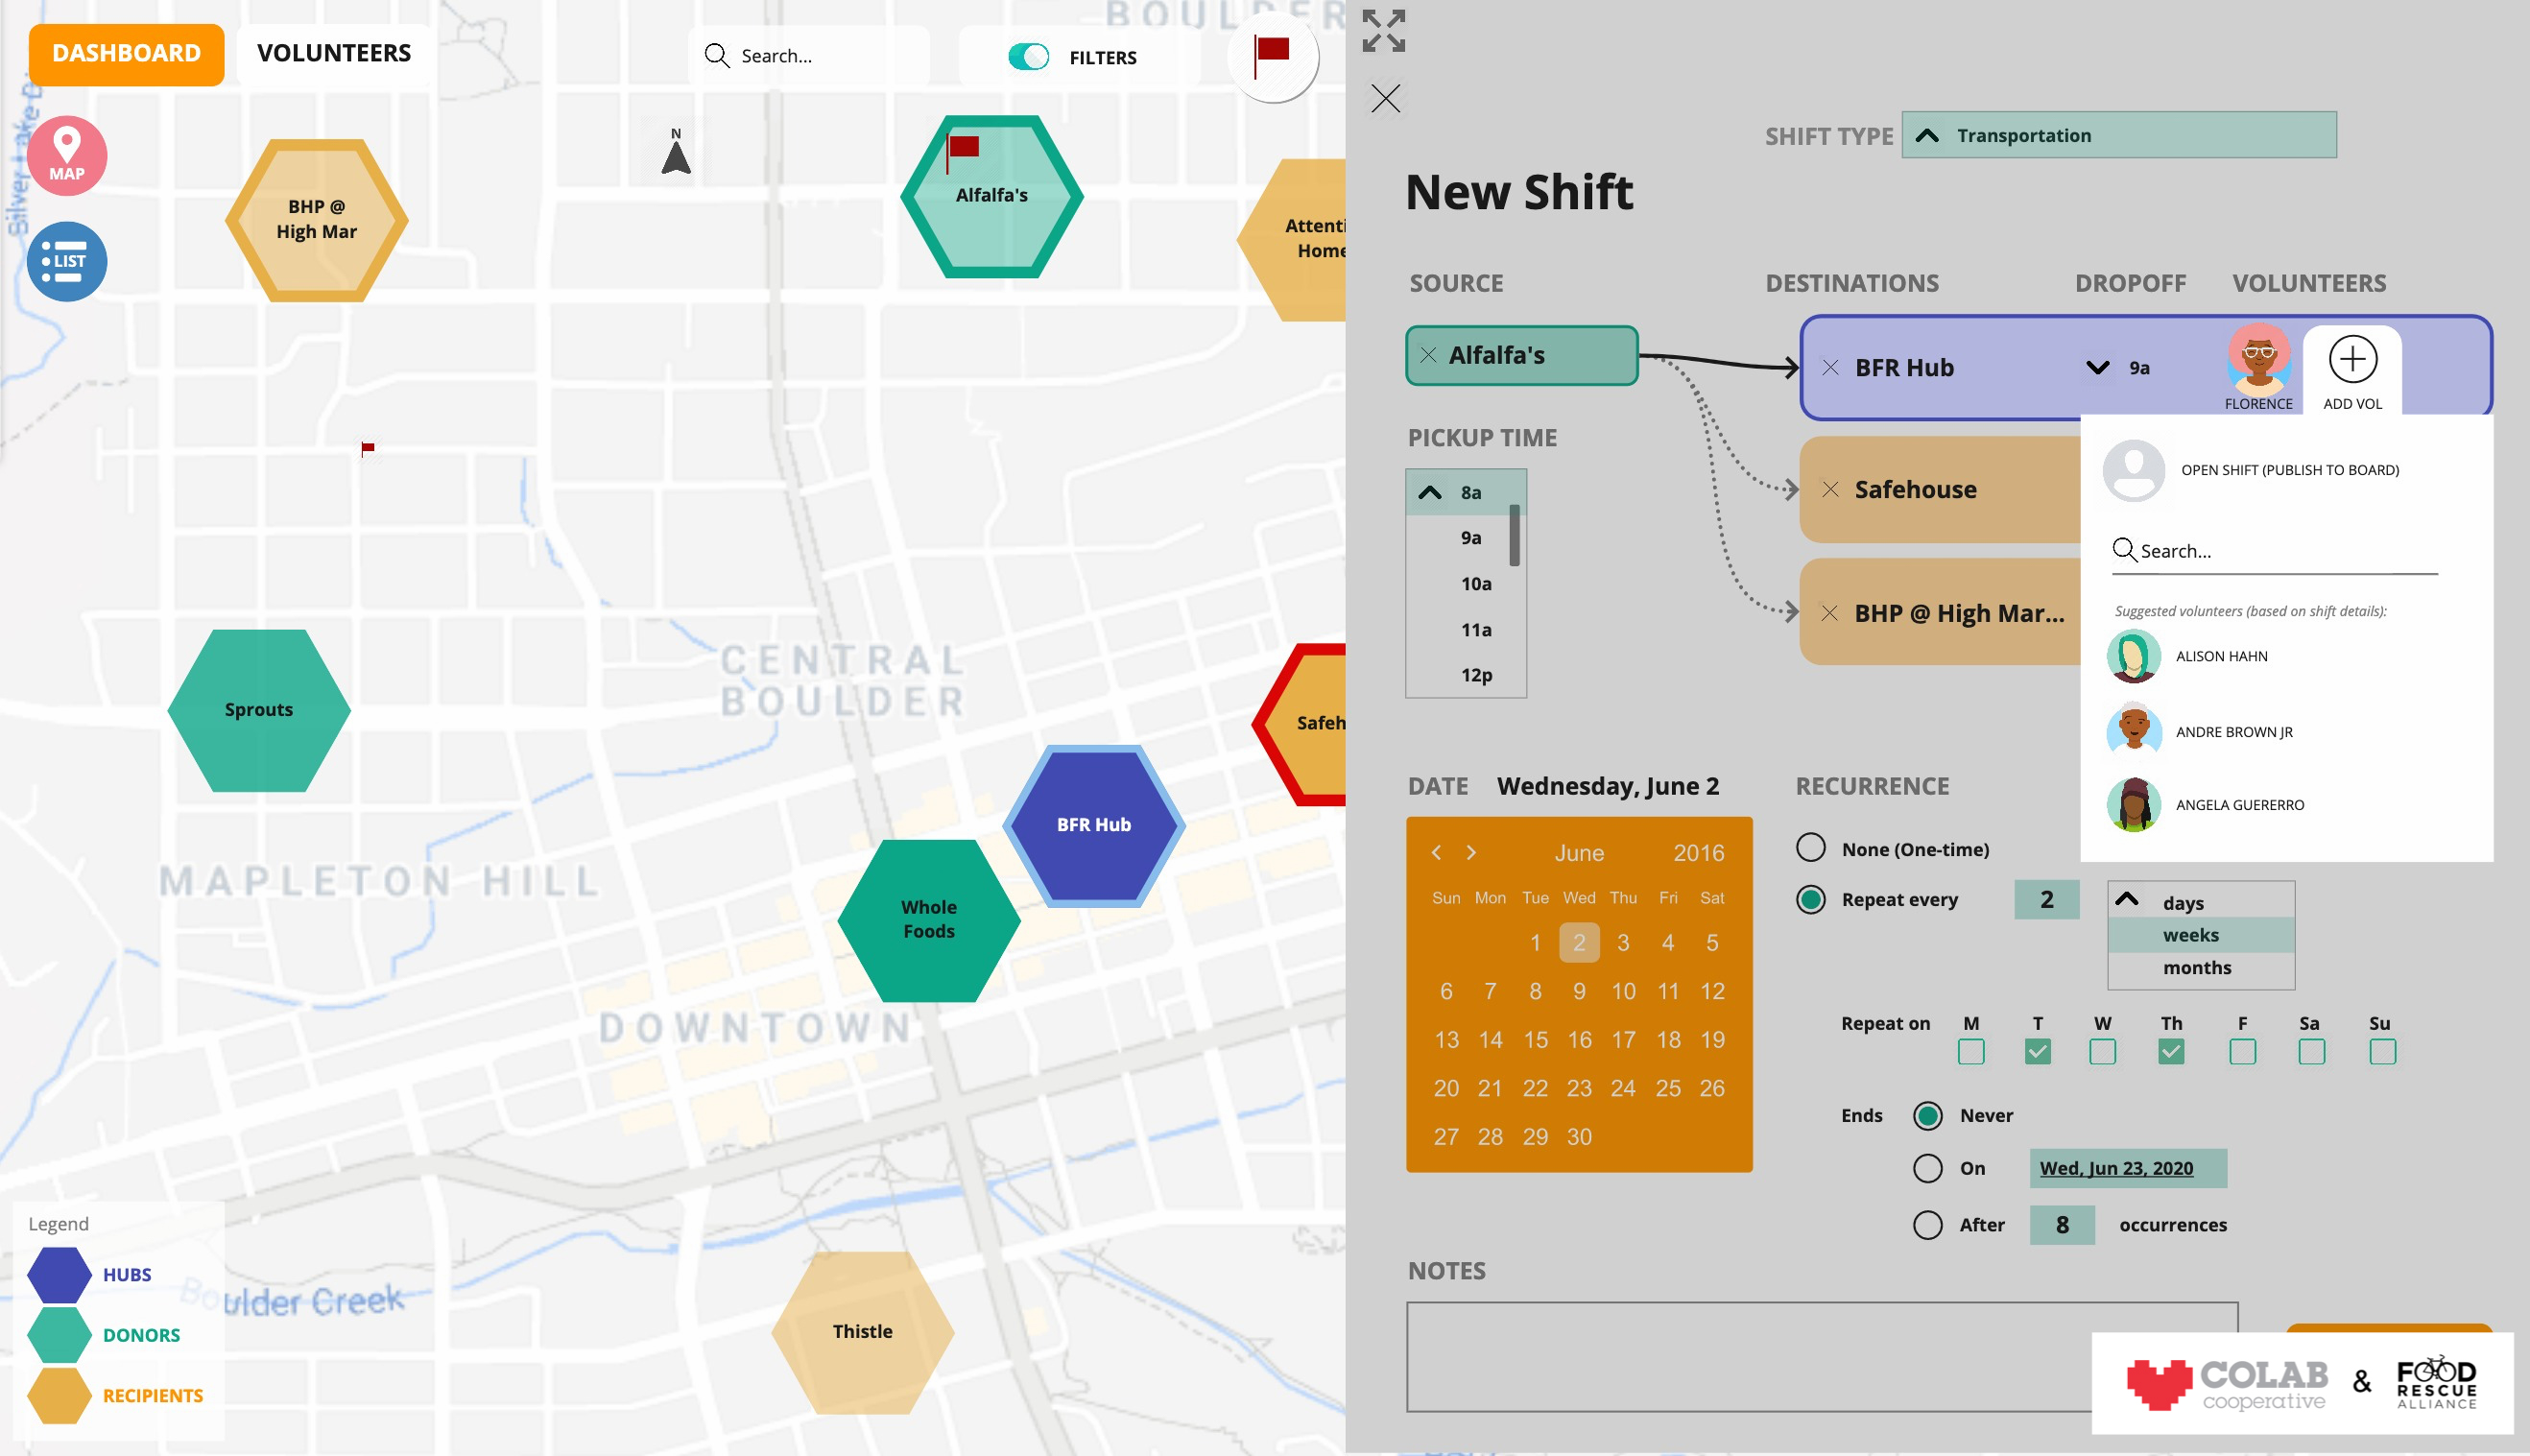 DASHBOARD
VOLUNTEERS
Search...
FILTERS
BOULDER
MAP
LIST
N
BHP @
High Mar
Alfalfa's
Attenti
Home
Sprouts
CENTRAL
BOULDER
Safeh
BFR Hub
MAPLETON HILL
Whole
Foods
DOWNTOWN
Thistle
Boulder Creek
Legend
HUBS
DONORS
RECIPIENTS
SHIFT TYPE
Transportation
New Shift
SOURCE
DESTINATIONS
DROPOFF
VOLUNTEERS
Alfalfa's
BFR Hub
9a
FLORENCE
ADD VOL
PICKUP TIME
8a
9a
10a
11a
12p
Safehouse
BHP @ High Mar...
OPEN SHIFT (PUBLISH TO BOARD)
Search...
Suggested volunteers (based on shift details):
ALISON HAHN
ANDRE BROWN JR
ANGELA GUERERRO
DATE Wednesday, June 2
June 2016
Sun Mon Tue Wed Thu Fri Sat
1 2 3 4 5
6 7 8 9 10 11 12
13 14 15 16 17 18 19
20 21 22 23 24 25 26
27 28 29 30
RECURRENCE
None (One-time)
Repeat every 2
days
weeks
months
Repeat on M T W Th F Sa Su
Ends Never
On Wed, Jun 23, 2020
After 8 occurrences
NOTES
COLAB
cooperative
&
FOOD
RESCUE
ALLIANCE